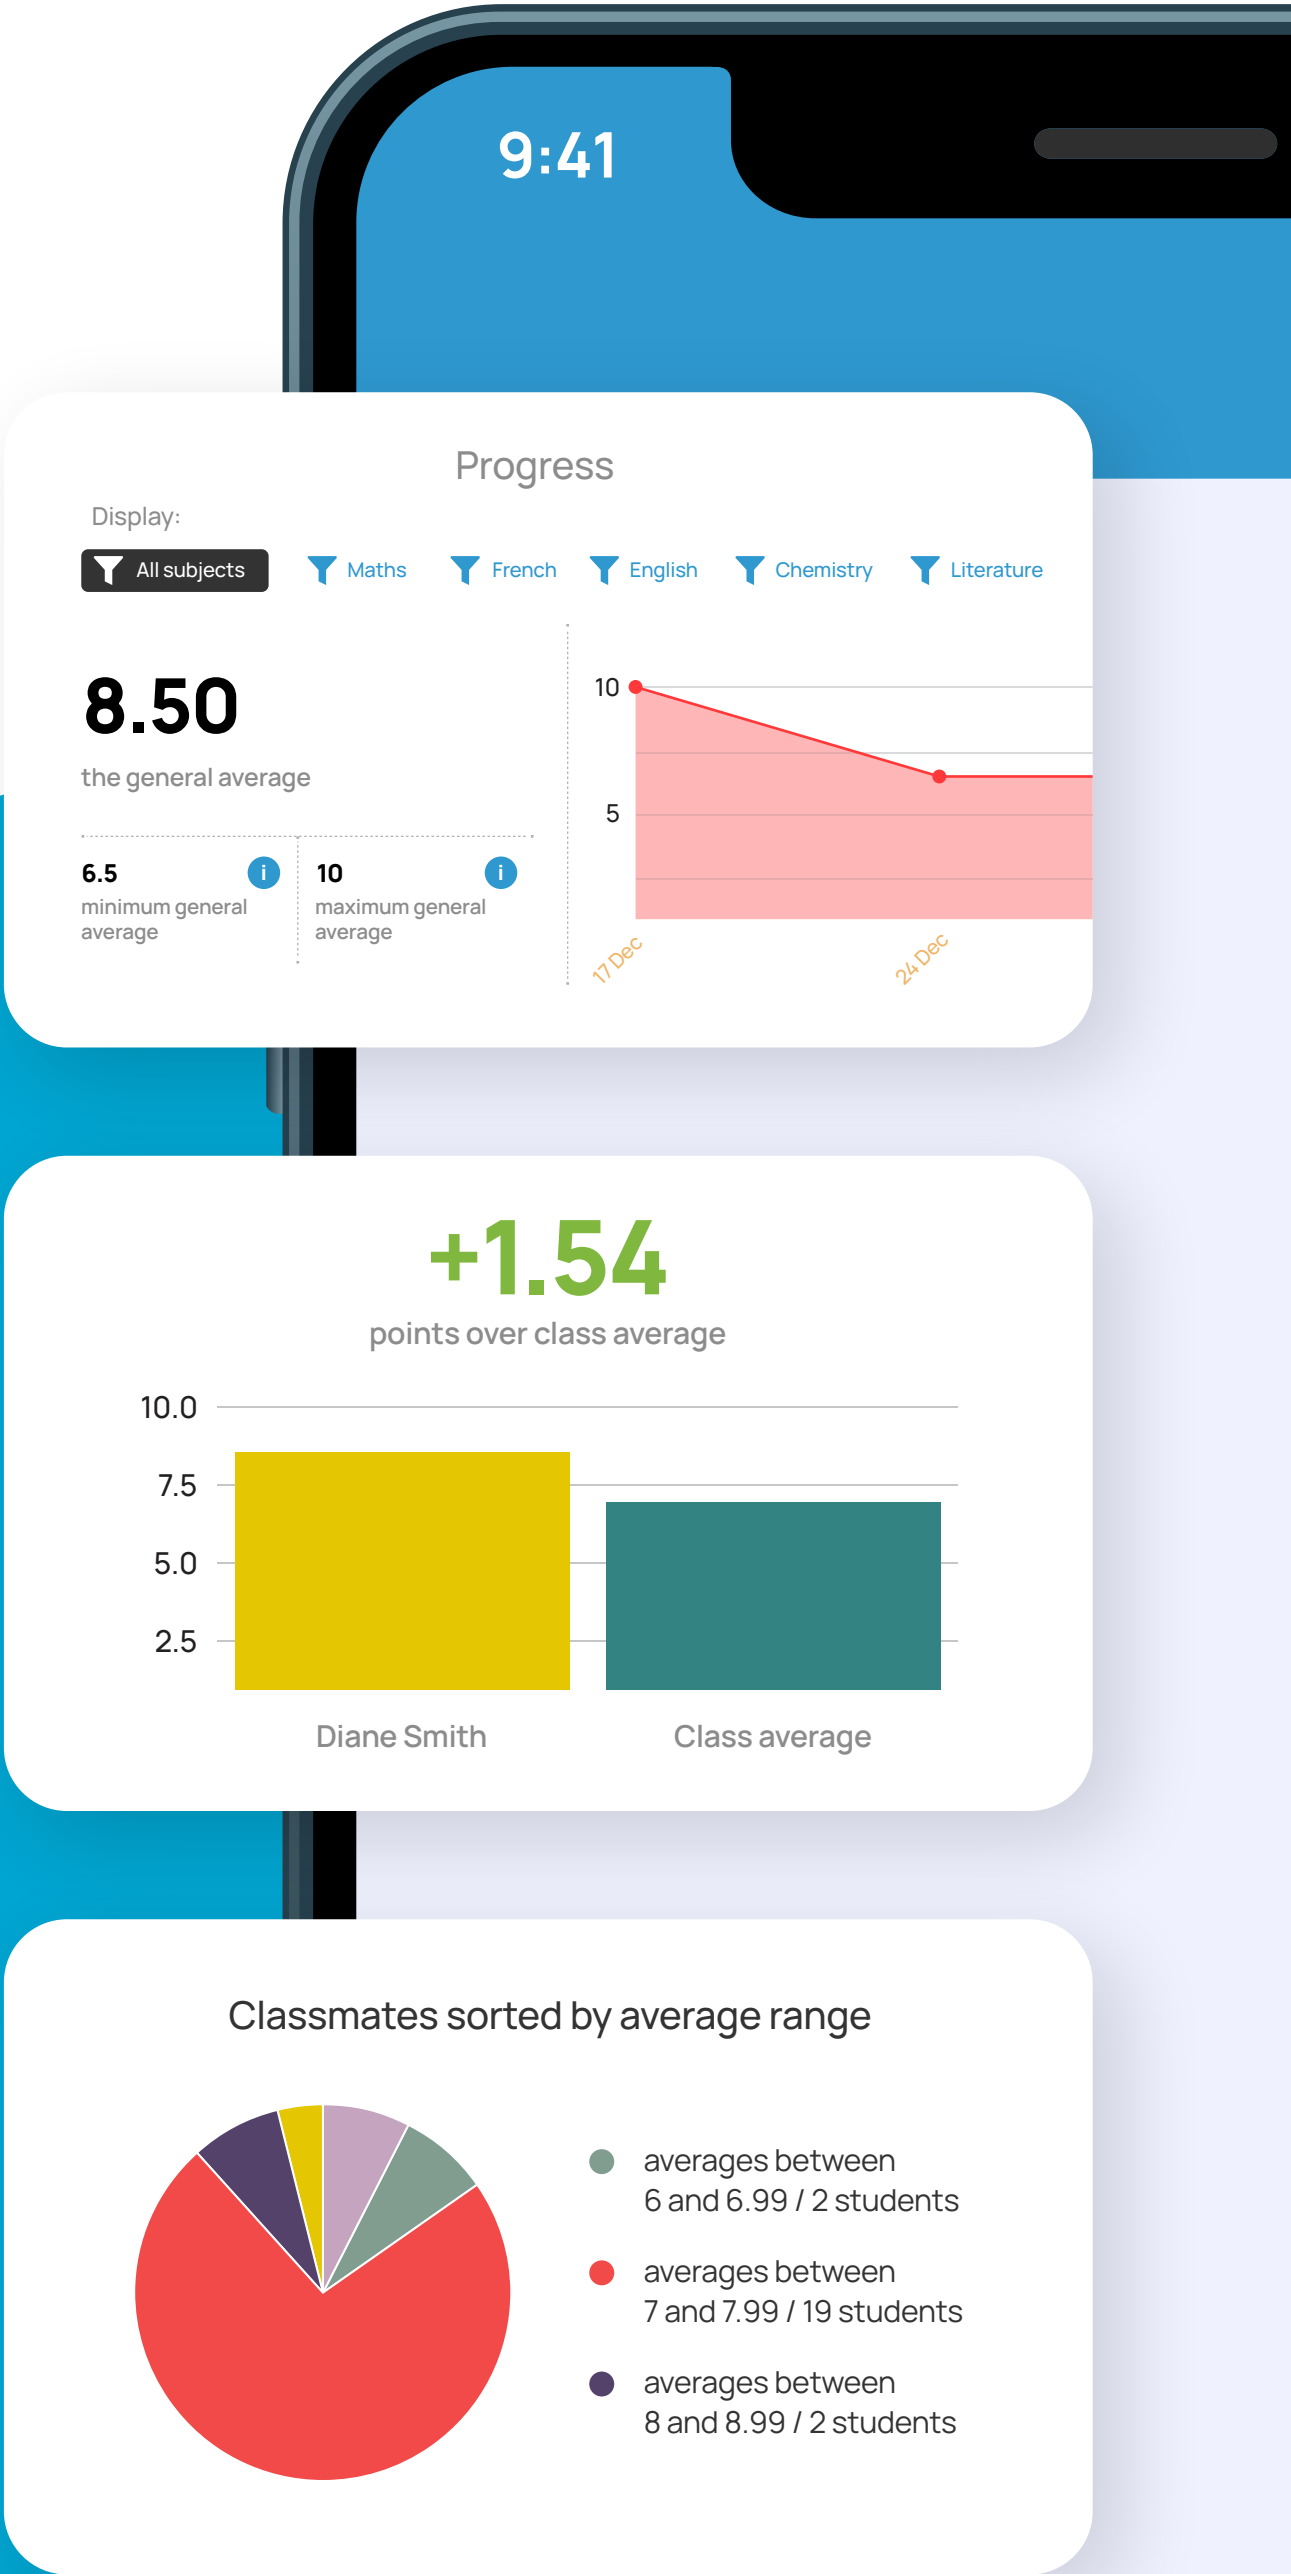 9:41
Progress
Display:
All subjects
Maths
French
English
Chemistry
Literature
8.50
the general average
6.5
i
minimum general
average
10
i
maximum general
average
10
5
17 Dec
24 Dec
+1.54
points over class average
10.0
7.5
5.0
2.5
Diane Smith
Class average
Classmates sorted by average range
averages between
6 and 6.99 / 2 students
averages between
7 and 7.99 / 19 students
averages between
8 and 8.99 / 2 students